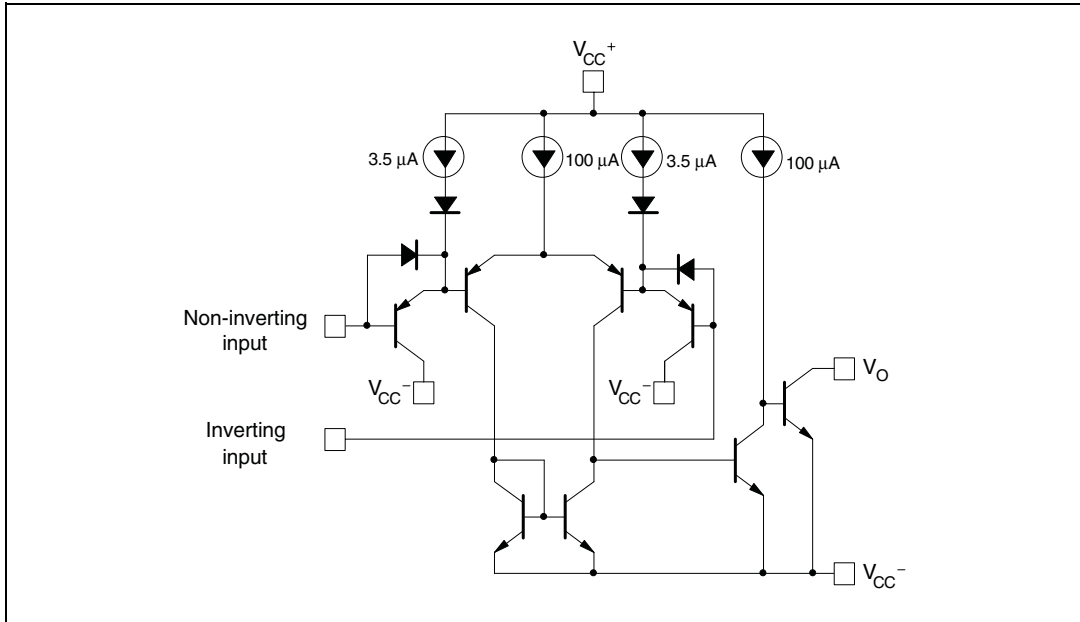 VCC+
3.5 μA
100 μA
3.5 μA
100 μA
Non-inverting
input
VCC−
VCC−
VO
Inverting
input
VCC−